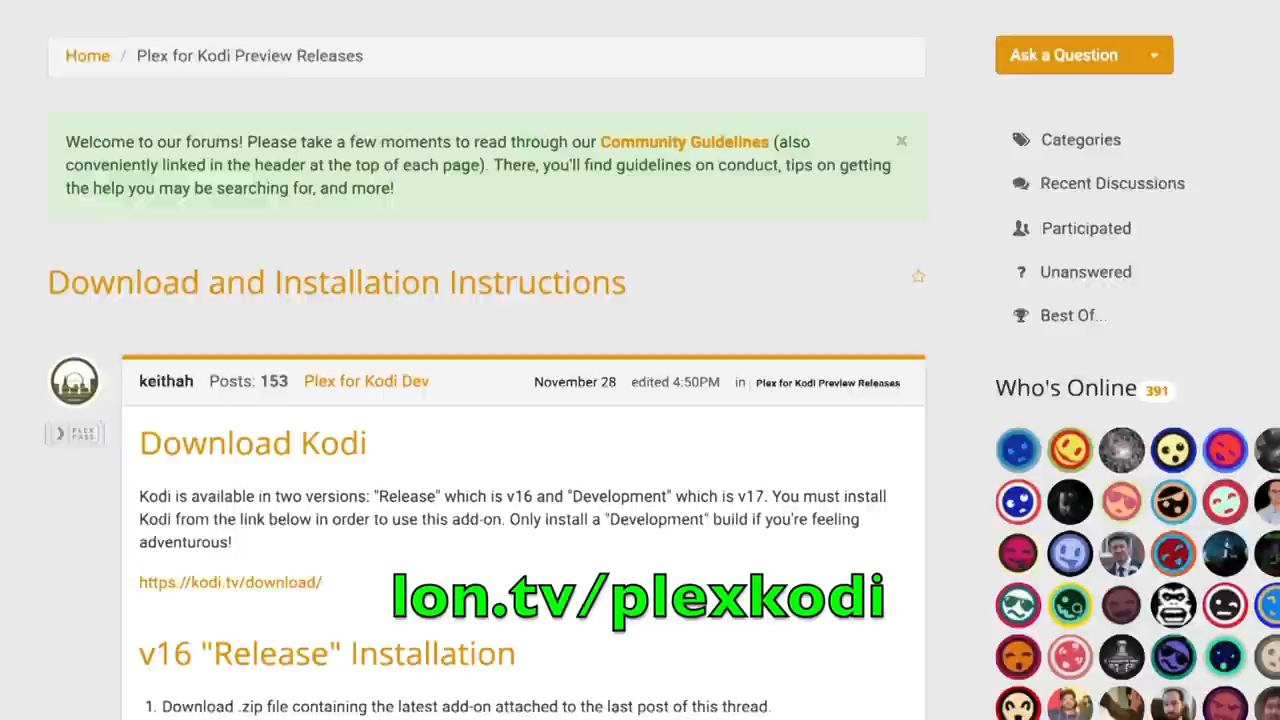 Home / Plex for Kodi Preview Releases
Ask a Question
Welcome to our forums! Please take a few moments to read through our Community Guidelines (also
conveniently linked in the header at the top of each page). There, you'll find guidelines on conduct, tips on getting
the help you may be searching for, and more!
×
Categories
Recent Discussions
Participated
? Unanswered
Best Of...
Download and Installation Instructions
Who's Online 391
keithah Posts: 153 Plex for Kodi Dev November 28 edited 4:50PM in Plex for Kodi Preview Releases
PLEX
PASS
Download Kodi
Kodi is available in two versions: "Release" which is v16 and "Development" which is v17. You must install
Kodi from the link below in order to use this add-on. Only install a "Development" build if you're feeling
adventurous!
https://kodi.tv/download/
lon.tv/plexkodi
v16 "Release" Installation
1. Download .zip file containing the latest add-on attached to the last post of this thread.